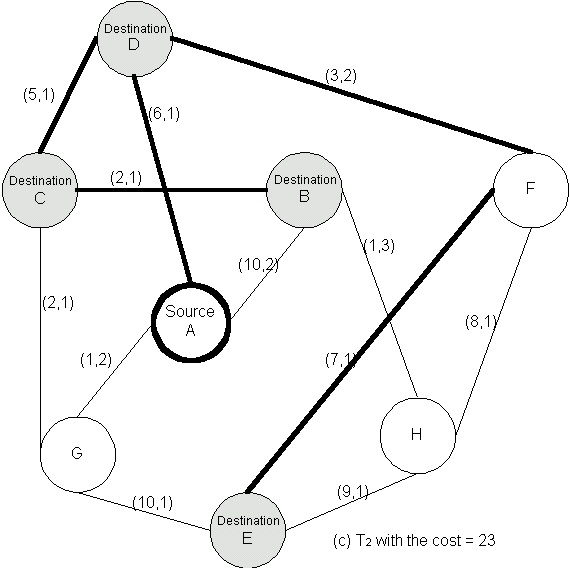 Destination
D
(5,1)
(3,2)
(6,1)
Destination
C
(2,1)
Destination
B
F
(10,2)
(1,3)
(2,1)
Source
A
(8,1)
(1,2)
(7,1)
G
H
(10,1)
(9,1)
Destination
E
(c) T2 with the cost = 23